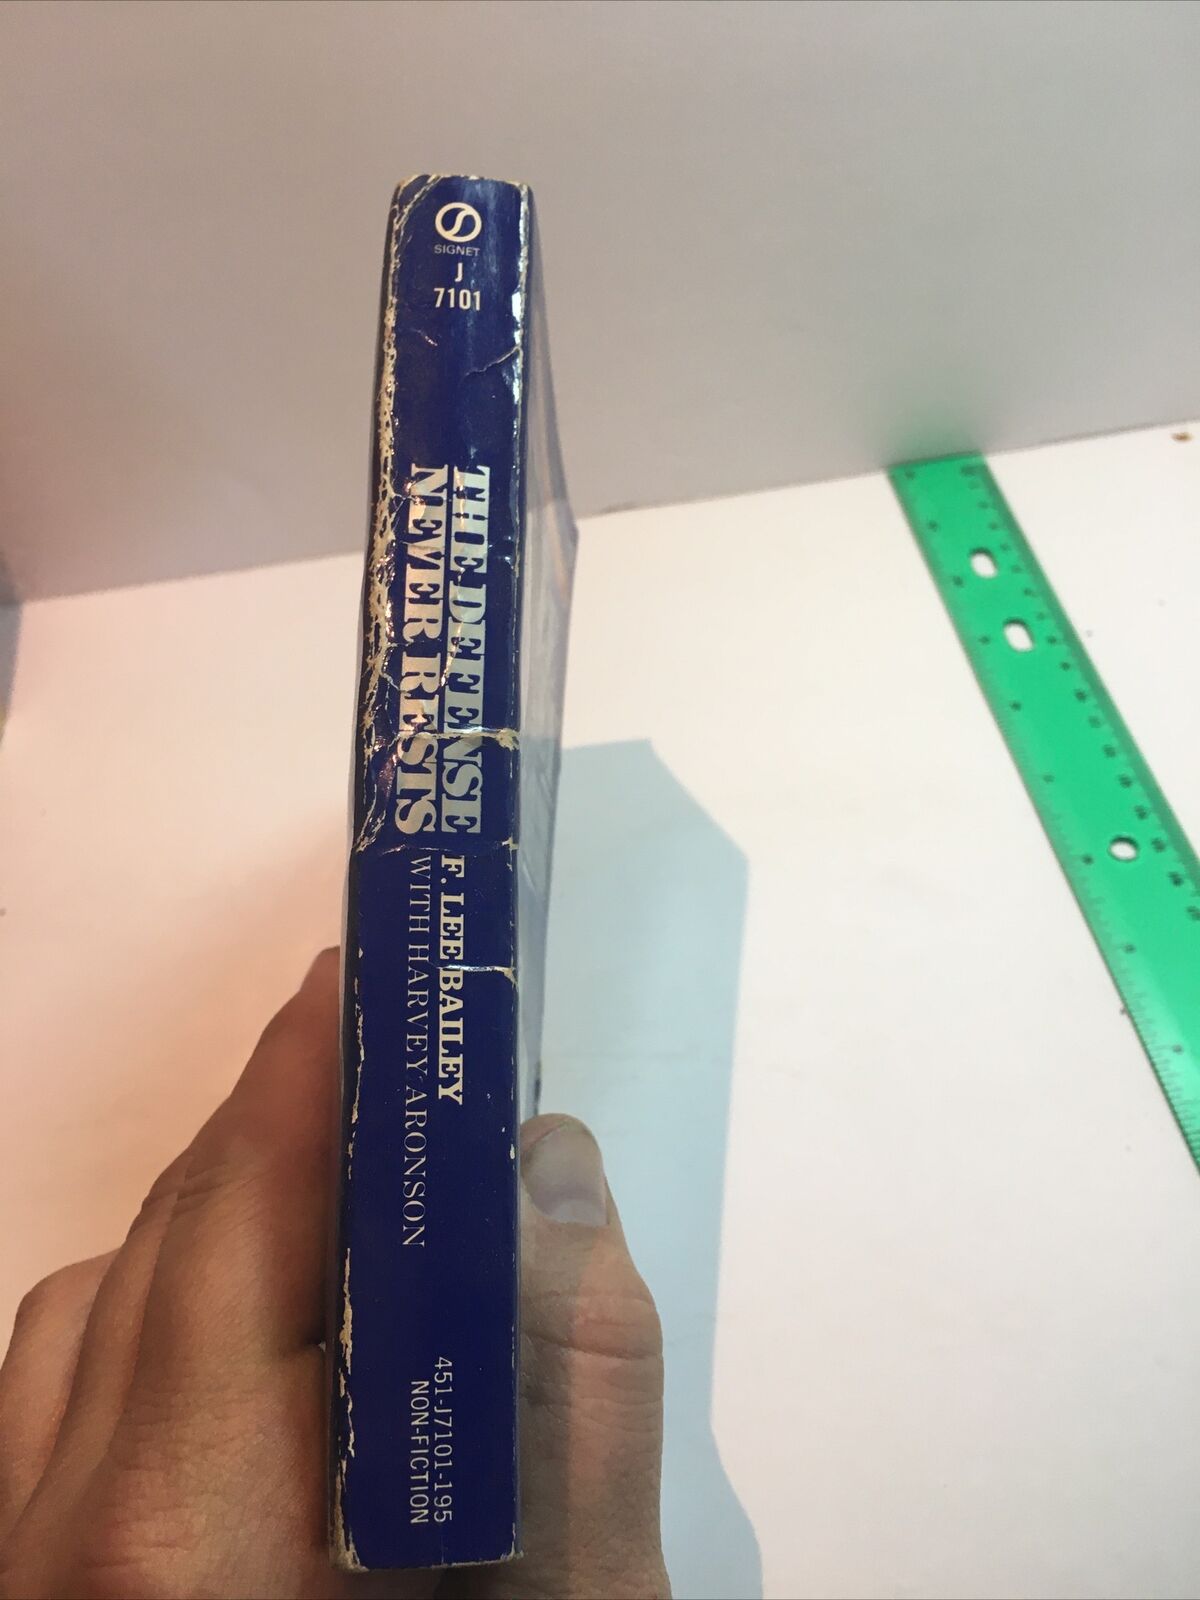 SIGNET
J
7101
THE DEFENSE
NEVER RESTS
F. LEE BAILEY
WITH HARVEY ARONSON
451-J7101-195
NON-FICTION